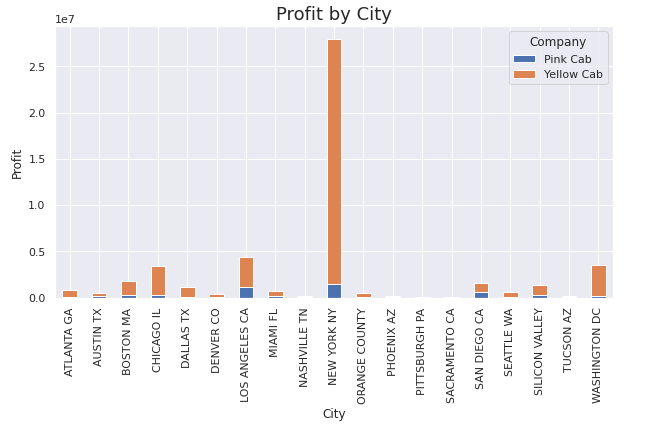 Profit by City
1e7
Company
Pink Cab
Yellow Cab
2.5
2.0
1.5
1.0
0.5
0.0
Profit
ATLANTA GA
AUSTIN TX
BOSTON MA
CHICAGO IL
DALLAS TX
DENVER CO
LOS ANGELES CA
MIAMI FL
NASHVILLE TN
NEW YORK NY
ORANGE COUNTY
PHOENIX AZ
PITTSBURGH PA
SACRAMENTO CA
SAN DIEGO CA
SEATTLE WA
SILICON VALLEY
TUCSON AZ
WASHINGTON DC
City